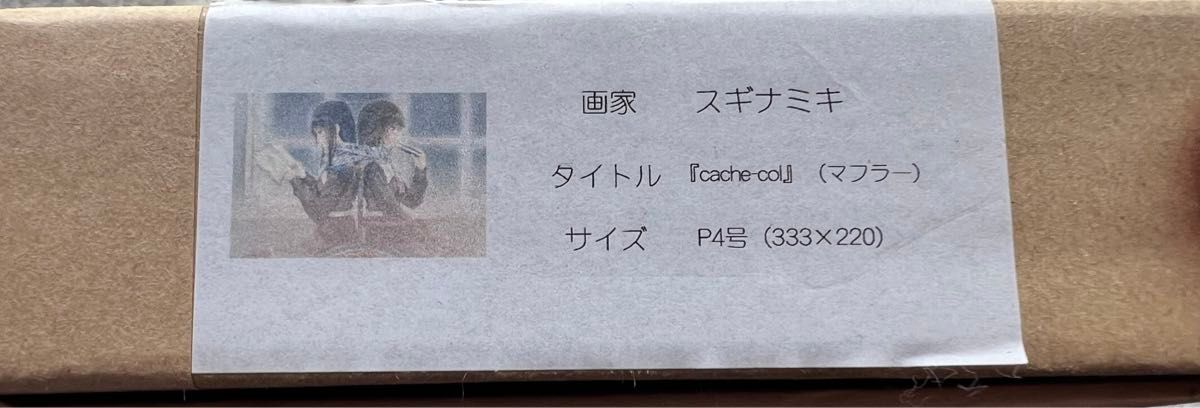 画家 スギナミキ
タイトル 『cache-col』（マフラー）
サイズ P4号（333×220）